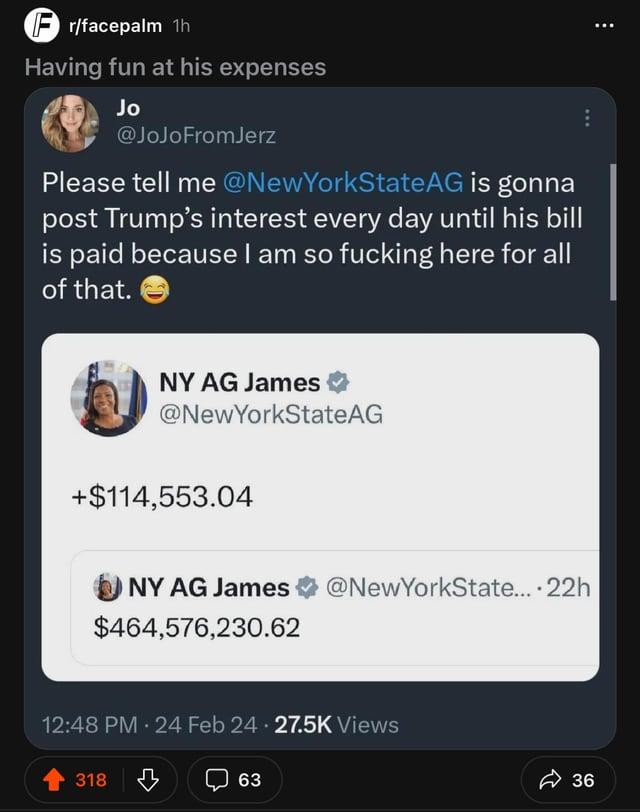 r/facepalm 1h
Having fun at his expenses
Jo
@JoJoFromJerz
Please tell me @NewYorkStateAG is gonna
post Trump’s interest every day until his bill
is paid because I am so fucking here for all
of that. 😂
NY AG James
@NewYorkStateAG
+$114,553.04
NY AG James @NewYorkState... · 22h
$464,576,230.62
12:48 PM · 24 Feb 24 · 27.5K Views
318 63 36